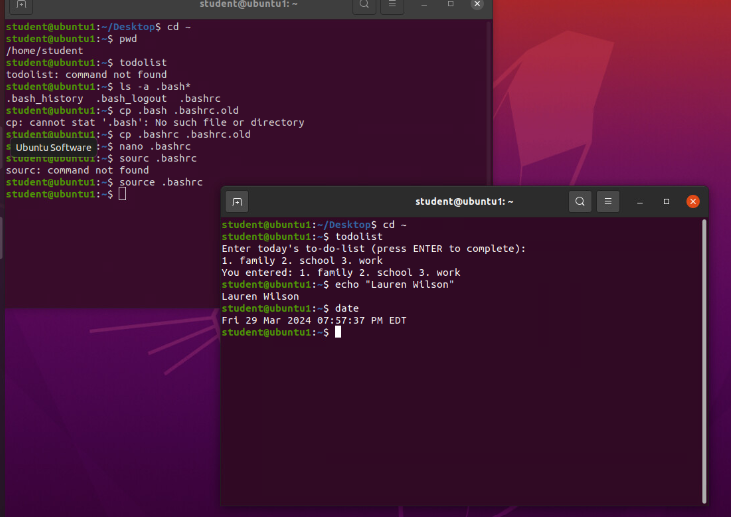 student@ubuntu1: ~
student@ubuntu1:~/Desktop$ cd ~
student@ubuntu1:~$ pwd
/home/student
student@ubuntu1:~$ todolist
todolist: command not found
student@ubuntu1:~$ ls -a .bash*
.bash_history  .bash_logout  .bashrc
student@ubuntu1:~$ cp .bash .bashrc.old
cp: cannot stat '.bash': No such file or directory
student@ubuntu1:~$ cp .bashrc .bashrc.old
Ubuntu Software
$ nano .bashrc
student@ubuntu1:~$ sourc .bashrc
sourc: command not found
student@ubuntu1:~$ source .bashrc
student@ubuntu1:~$
student@ubuntu1: ~
student@ubuntu1:~/Desktop$ cd ~
student@ubuntu1:~$ todolist
Enter today's to-do-list (press ENTER to complete):
1. family 2. school 3. work
You entered: 1. family 2. school 3. work
student@ubuntu1:~$ echo "Lauren Wilson"
Lauren Wilson
student@ubuntu1:~$ date
Fri 29 Mar 2024 07:57:37 PM EDT
student@ubuntu1:~$